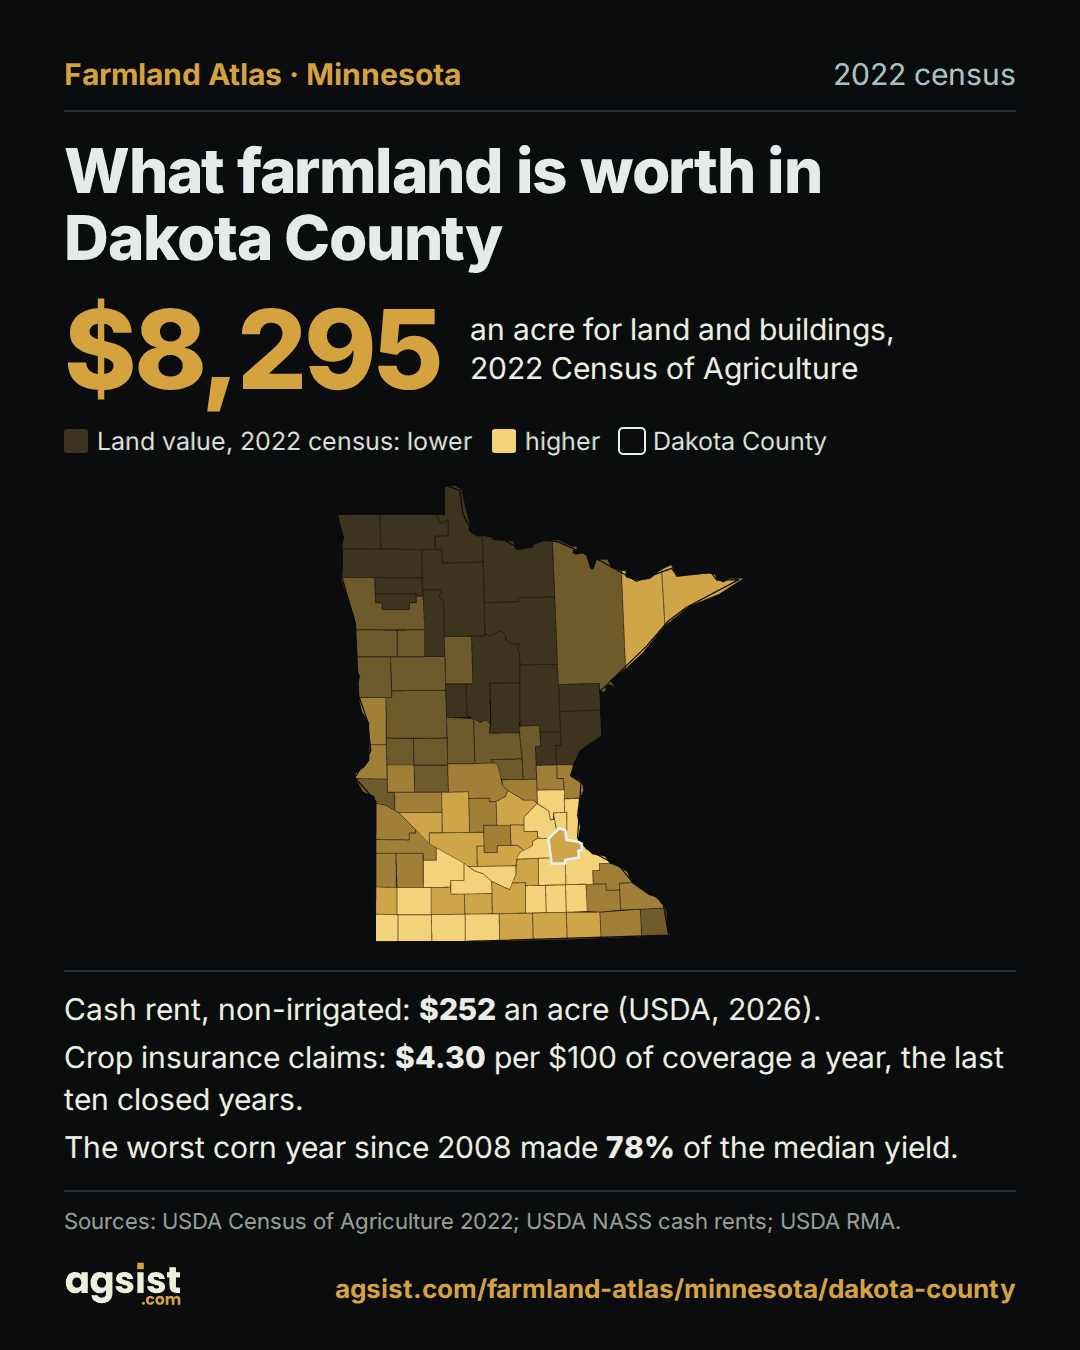 Farmland Atlas · Minnesota
2022 census
What farmland is worth in
Dakota County
$8,295
an acre for land and buildings,
2022 Census of Agriculture
Land value, 2022 census: lower
higher
Dakota County
Cash rent, non-irrigated: $252 an acre (USDA, 2026).
Crop insurance claims: $4.30 per $100 of coverage a year, the last
ten closed years.
The worst corn year since 2008 made 78% of the median yield.
Sources: USDA Census of Agriculture 2022; USDA NASS cash rents; USDA RMA.
agsist
.com
agsist.com/farmland-atlas/minnesota/dakota-county